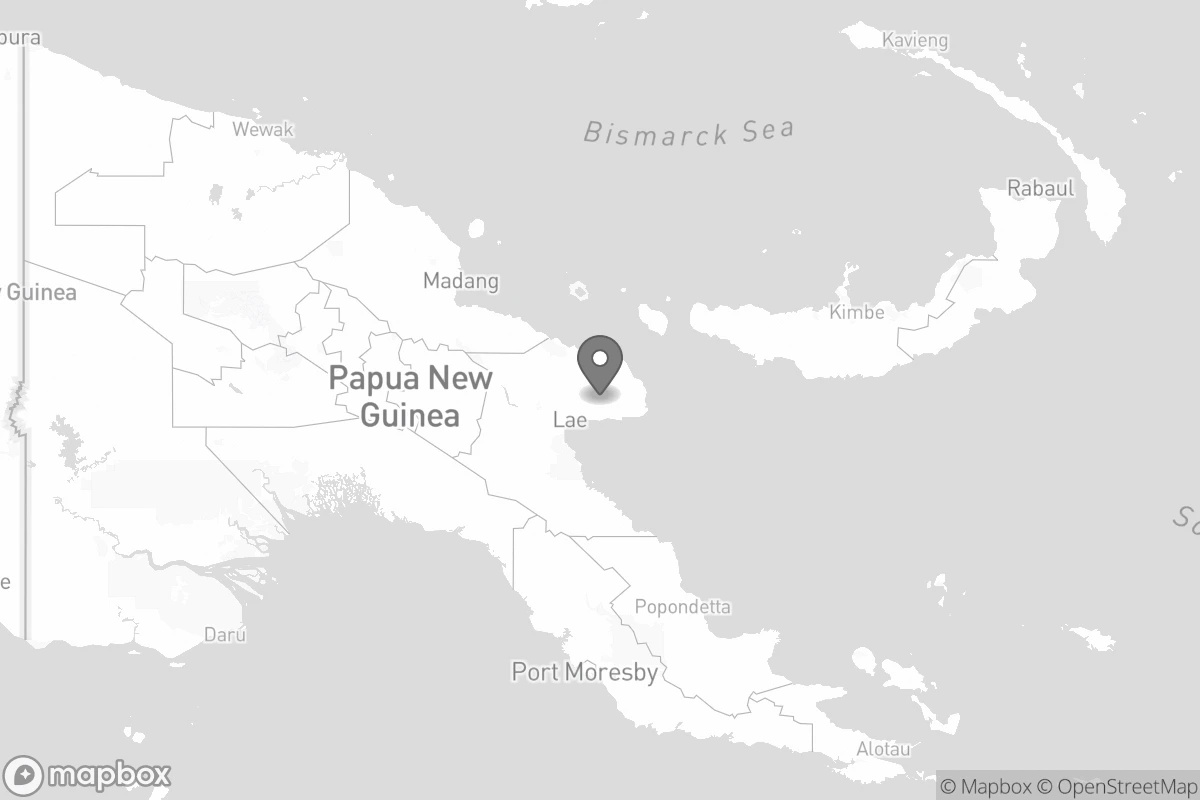 pura
Kavieng
Wewak
Bismarck Sea
Rabaul
Madang
Guinea
Kimbe
Papua New
Guinea
Lae
So
e
Popondetta
Darú
Port Moresby
Alotau
mapbox
© Mapbox © OpenStreetMap